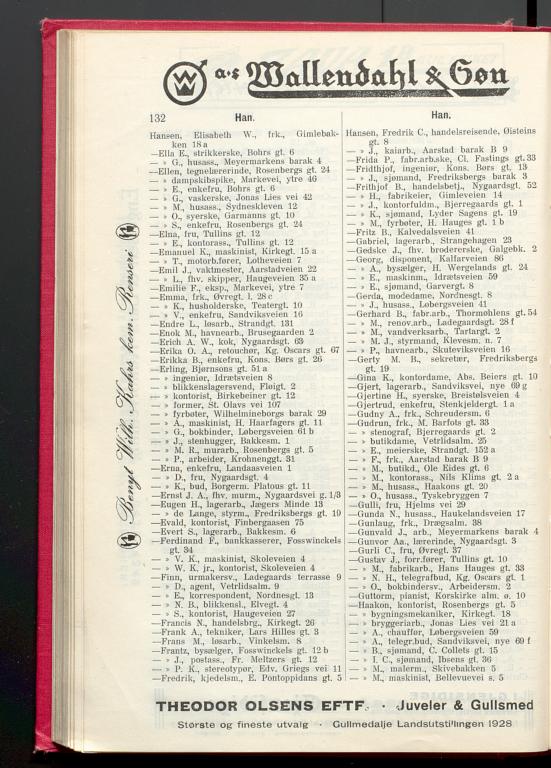 W a·s Wallendahl & Søn
132
Han.
Hansen, Elisabeth W., frk., Gimlebak-
ken 18 a
— Ella E., strikkerske, Bohrs gt. 6
— » G., husass., Meyermarkens barak 4
— Ellen, tegnelærerinde, Rosenbergs gt. 24
— » dampskibspike, Markevei, ytre 46
— » E., enkefru, Bohrs gt. 6
— » G., vaskerske, Jonas Lies vei 42
— » M., husass., Sydneskleven 12
— » O., syerske, Garmanns gt. 10
— » S., enkefru, Rosenbergs gt. 24
— Elna, fru, Tullins gt. 12
— » E., kontorass., Tullins gt. 12
— Emanuel K., maskinist, Kirkegt. 15 a
— » T., motorb.fører, Lotheveien 7
— Emil J., vaktmester, Aarstadveien 22
— » L., fhv. skipper, Haugeveien 35
— Emilie F., eksp., Markevei, ytre 7
— Emma, frk., Øvregt. l. 28 c
— » K., husholderske, Teatergt. 10
— » V., enkefru, Sandviksveien 16
— Endre L., løsarb., Strandgt. 131
— Enok M., havnearb., Brusegaarden 2
— Erich A. W., kok, Nygaardsgt. 63
— Erika O. A., retouchør, Kg. Oscars gt. 67
— Erikka B., enkefru, Kons. Børs gt. 26
— Erling, Bjørnsons gt. 51 a
— » ingeniør, Idrætsveien 8
— » blikkenslagersvend, Fløigt. 2
— » kontorist, Birkebeiner gt. 12
— » former, St. Olavs vei 107
— » fyrbøter, Wilhelmineborgs barak 29
— » A., maskinist, H. Haarfagers gt. 11
— » G., bokbinder, Løbergsveien 61 b
— » J., stenhugger, Bakkesm. 1
— » M. R., murarb., Rosenbergs gt. 5
— » P., arbeider, Krohnenggt. 31
— Erna, enkefru, Landaasveien 1
— » D., fru, Nygaardsgt. 4
— » K., bud, Borgerm. Platous gt. 11
— Ernst J. A., fhv. murm., Nygaardsvei g. 1/3
— Eugen H., lagerarb., Jægers Minde 13
— » de Lange, styrm., Fredriksbergs gt. 19
— Evald, kontorist, Finbergaasen 75
— Evert S., lagerarb., Bakkesm. 6
— Ferdinand F., bankkasserer, Fosswinckels
gt. 34
— » V. K., maskinist, Skoleveien 4
— » W. K. jr., kontorist, Skoleveien 4
— Finn, urmakersv., Ladegaards terrasse 9
— » D., agent, Vetrlidsalm. 9
— » E., korrespondent, Nordnesgt. 13
— » N. B., blikkensl., Elvegt. 4
— » S., kontorist, Haugeveien 27
— Francis N., handelsbrg., Kirkegt. 26
— Frank A., tekniker, Lars Hilles gt. 3
— Frans M., løsarb., Vinkelsm. 8
— Frantz, bysælger, Fosswinckels gt. 12 b
— » J., postass., Fr. Meltzers gt. 12
— » P. K., stereotypør, Edv. Griegs vei 11
— Fredrik, kjedelsm., E. Pontoppidans gt. 5
Han.
Hansen, Fredrik C., handelsreisende, Øisteins
gt. 8
— » J., kaiarb., Aarstad barak B 9
— Frida P., fabr.arb.ske, Cl. Fastings gt. 33
— Fridthjof, ingeniør, Kons. Børs gt. 13
— » J., sjømand, Fredriksbergs barak 3
— Frithjof B., handelsbetj., Nygaardsgt. 52
— » H., fabrikeier, Gimleveien 14
— » J., kontorfuldm., Bjerregaards gt. 1
— » K., sjømand, Lyder Sagens gt. 19
— » M., fyrbøter, H. Hauges gt. 1 b
— Fritz B., Kalvedalsveien 41
— Gabriel, lagerarb., Strangehagen 23
— Gedske J., fhv. brodererske, Galgebk. 2
— Georg, disponent, Kalfarveien 86
— » A., bysælger, H. Wergelands gt. 24
— » E., maskinm., Idrætsveien 59
— » E., sjømand, Garvergt. 8
— Gerda, modedame, Nordnesgt. 8
— » J., husass., Løbergsveien 41
— Gerhard B., fabr.arb., Thormøhlens gt. 54
— » M., renov.arb., Ladegaardsgt. 28 f
— » M., vandverksarb., Tartargt. 2
— » M. J., styrmand, Klevesm. n. 7
— » P., havnearb., Skuteviksveien 16
— Gerty M. B., sekretær, Fredriksbergs
gt. 19
— Gina K., kontordame, Abs. Beiers gt. 10
— Gjert, lagerarb., Sandviksvei, nye 69 g
— Gjertine H., syerske, Breistølsveien 4
— Gjertrud, enkefru, Stenkjeldergt. 1 a
— Gudny A., frk., Schreudersm. 6
— Gudrun, frk., M. Barfots gt. 33
— » stenograf, Bjerregaards gt. 2
— » butikdame, Vetrlidsalm. 25
— » E., meierske, Strandgt. 152 a
— » F., frk., Aarstad barak B 9
— » M., butikd., Ole Eides gt. 6
— » M., kontorass., Nils Klims gt. 2 a
— » M., husass., Haakons gt. 20
— » O., husass., Tyskebryggen 7
— Gulli, fru, Hjelms vei 29
— Gunda N., husass., Haukelandsveien 17
— Gunlaug, frk., Drægsalm. 38
— Gunvald J., arb., Meyermarkens barak 4
— Gunvor Aa., lærerinde, Nygaardsgt. 3
— Gurli C., fru, Øvregt. 37
— Gustav J., forr.fører, Tullins gt. 10
— » M., fabrikarb., Hans Hauges gt. 33
— » N. H., telegrafbud, Kg. Oscars gt. 1
— » O., bokbindersv., Arbeidersm. 2
— Guttorm, pianist, Korskirke alm. ø. 10
— Haakon, kontorist, Rosenbergs gt. 5
— » bygningsmekaniker, Kirkegt. 18
— » bryggeriarb., Jonas Lies vei 21 a
— » A., chauffør, Løbergsveien 59
— » A., telegr.bud, Sandviksvei, nye 69 f
— » B., sjømand, C. Collets gt. 15
— » I. C., sjømand, Ibsens gt. 36
— » M., malerm., Skivebakken 5
— » M., maskinist, Bellevuevei s. 5
Benyt Wilh. Kahrs kem. Renseri
THEODOR OLSENS EFTF. · Juveler & Gullsmed
Største og fineste utvalg · Gullmedalje Landsutstillingen 1928